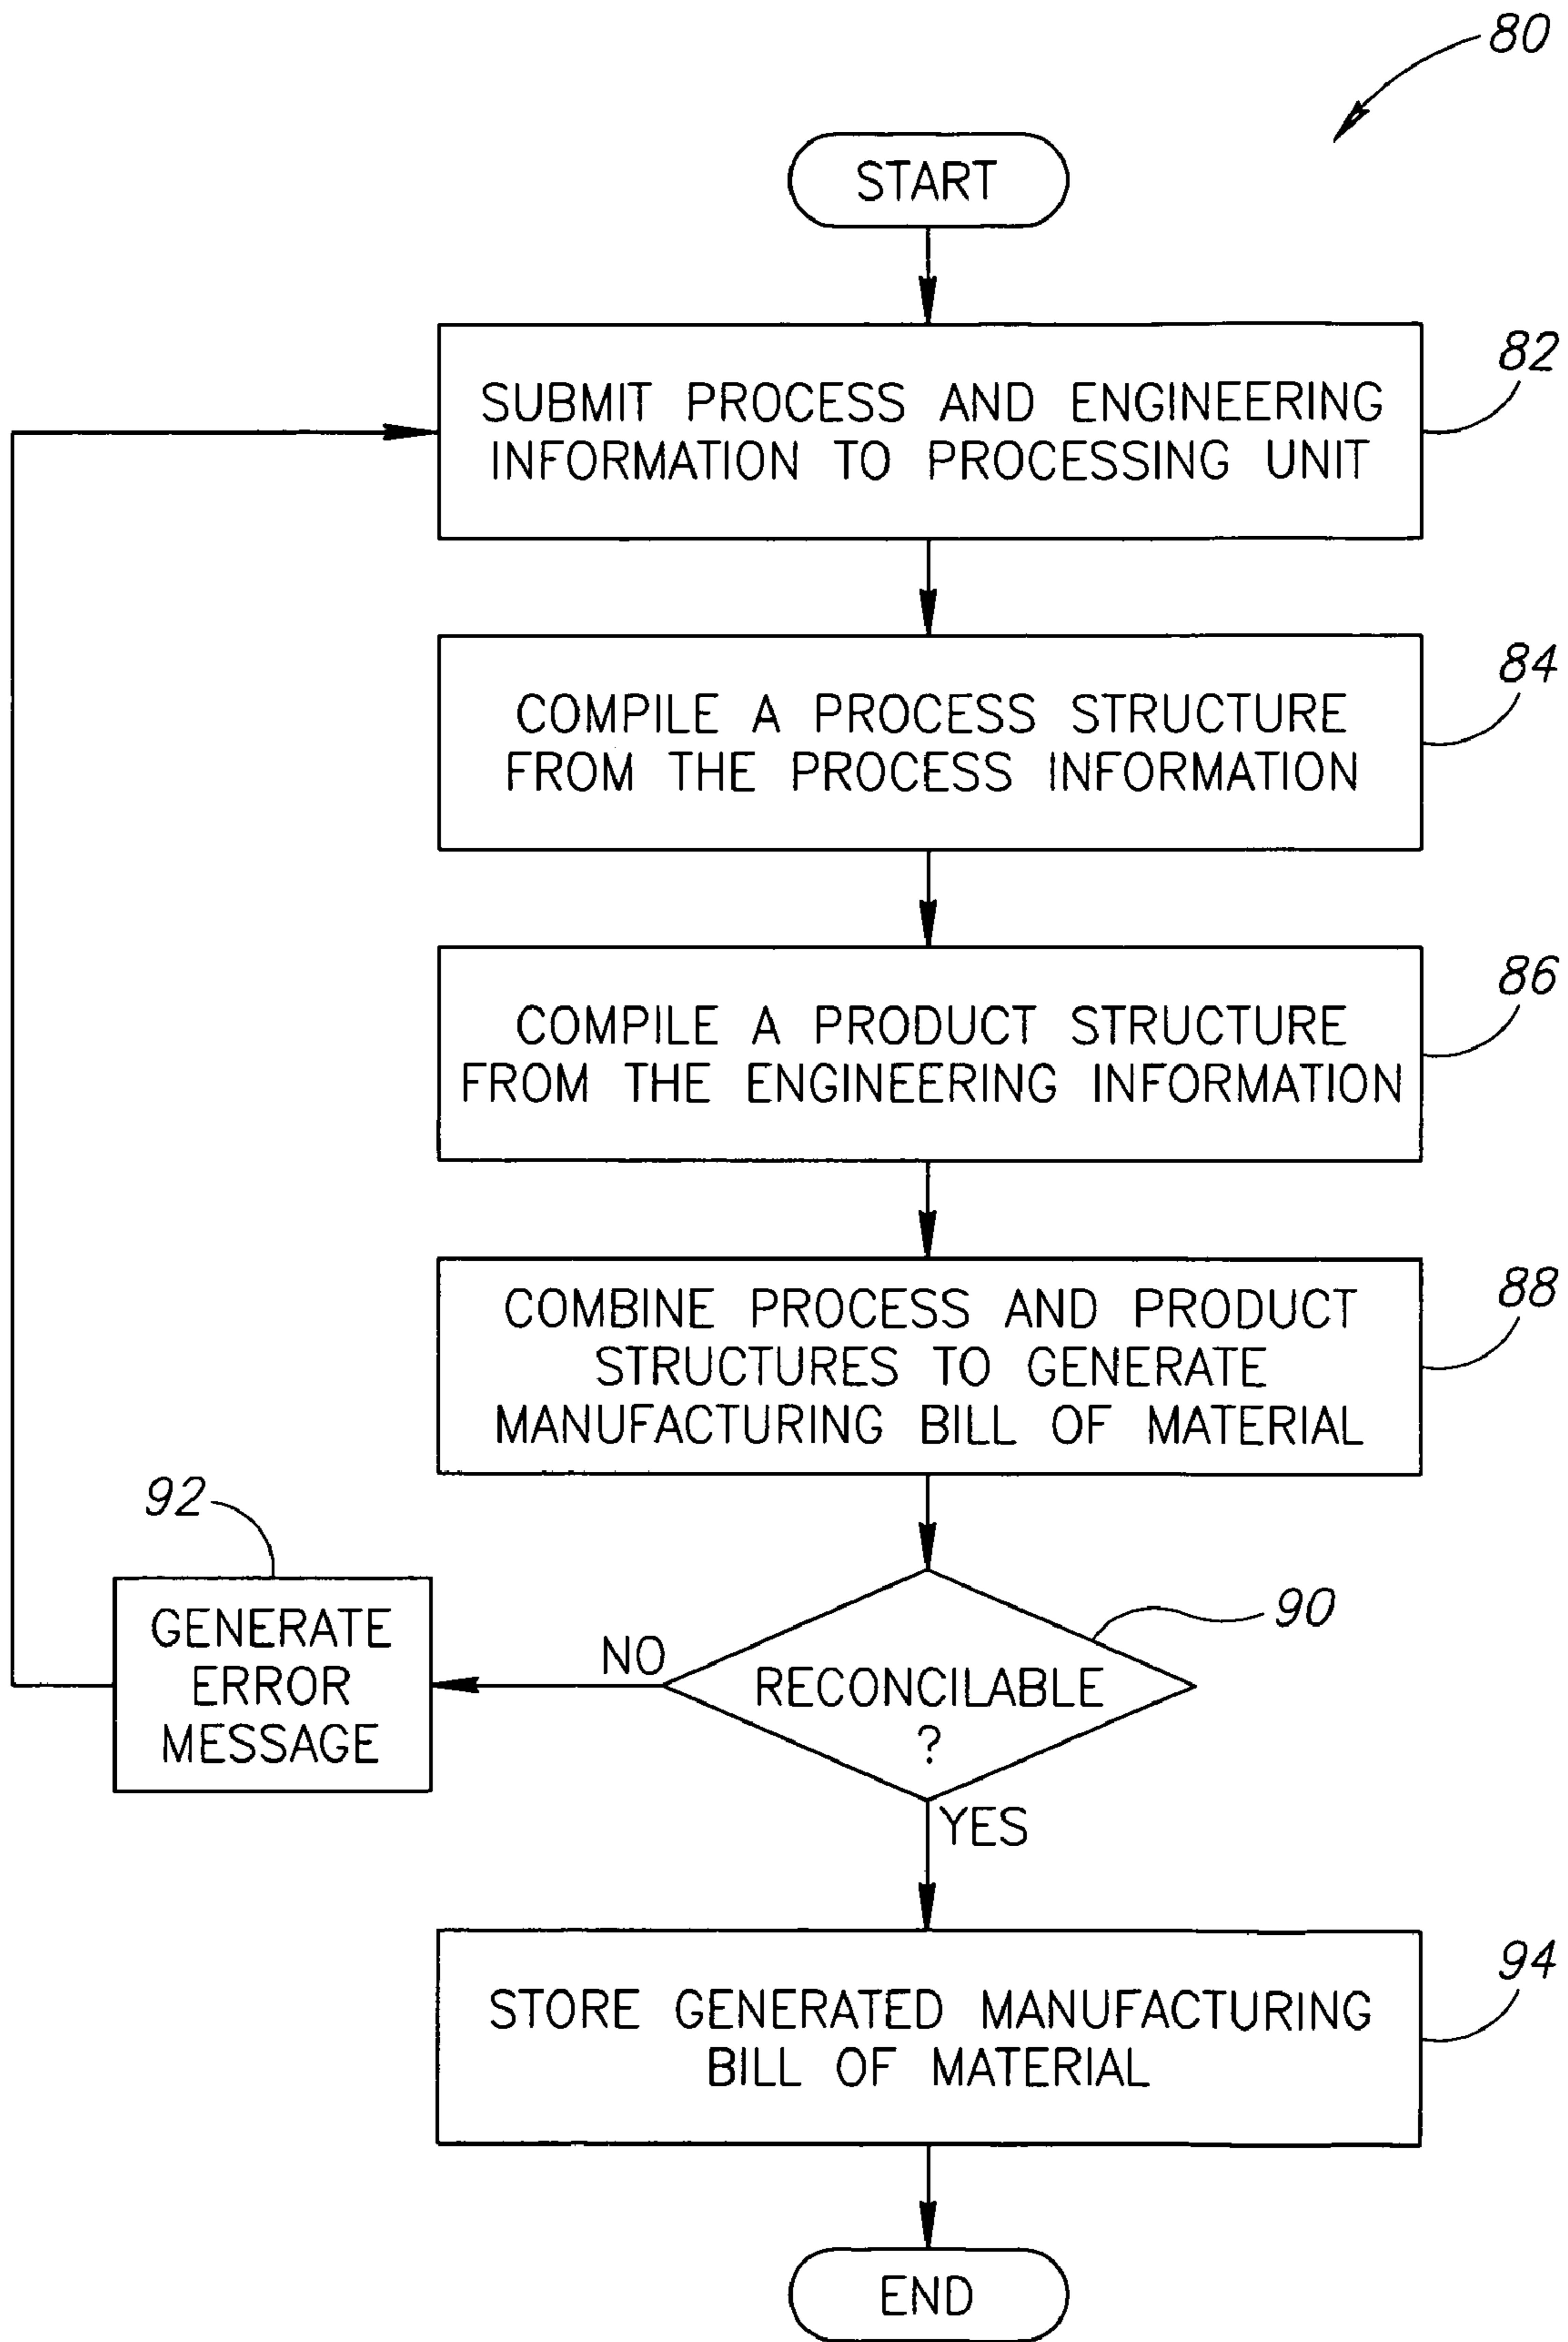 80
START
SUBMIT PROCESS AND ENGINEERING
INFORMATION TO PROCESSING UNIT
82
COMPILE A PROCESS STRUCTURE
FROM THE PROCESS INFORMATION
84
COMPILE A PRODUCT STRUCTURE
FROM THE ENGINEERING INFORMATION
86
COMBINE PROCESS AND PRODUCT
STRUCTURES TO GENERATE
MANUFACTURING BILL OF MATERIAL
88
92
GENERATE
ERROR
MESSAGE
NO
RECONCILABLE
?
90
YES
STORE GENERATED MANUFACTURING
BILL OF MATERIAL
94
END